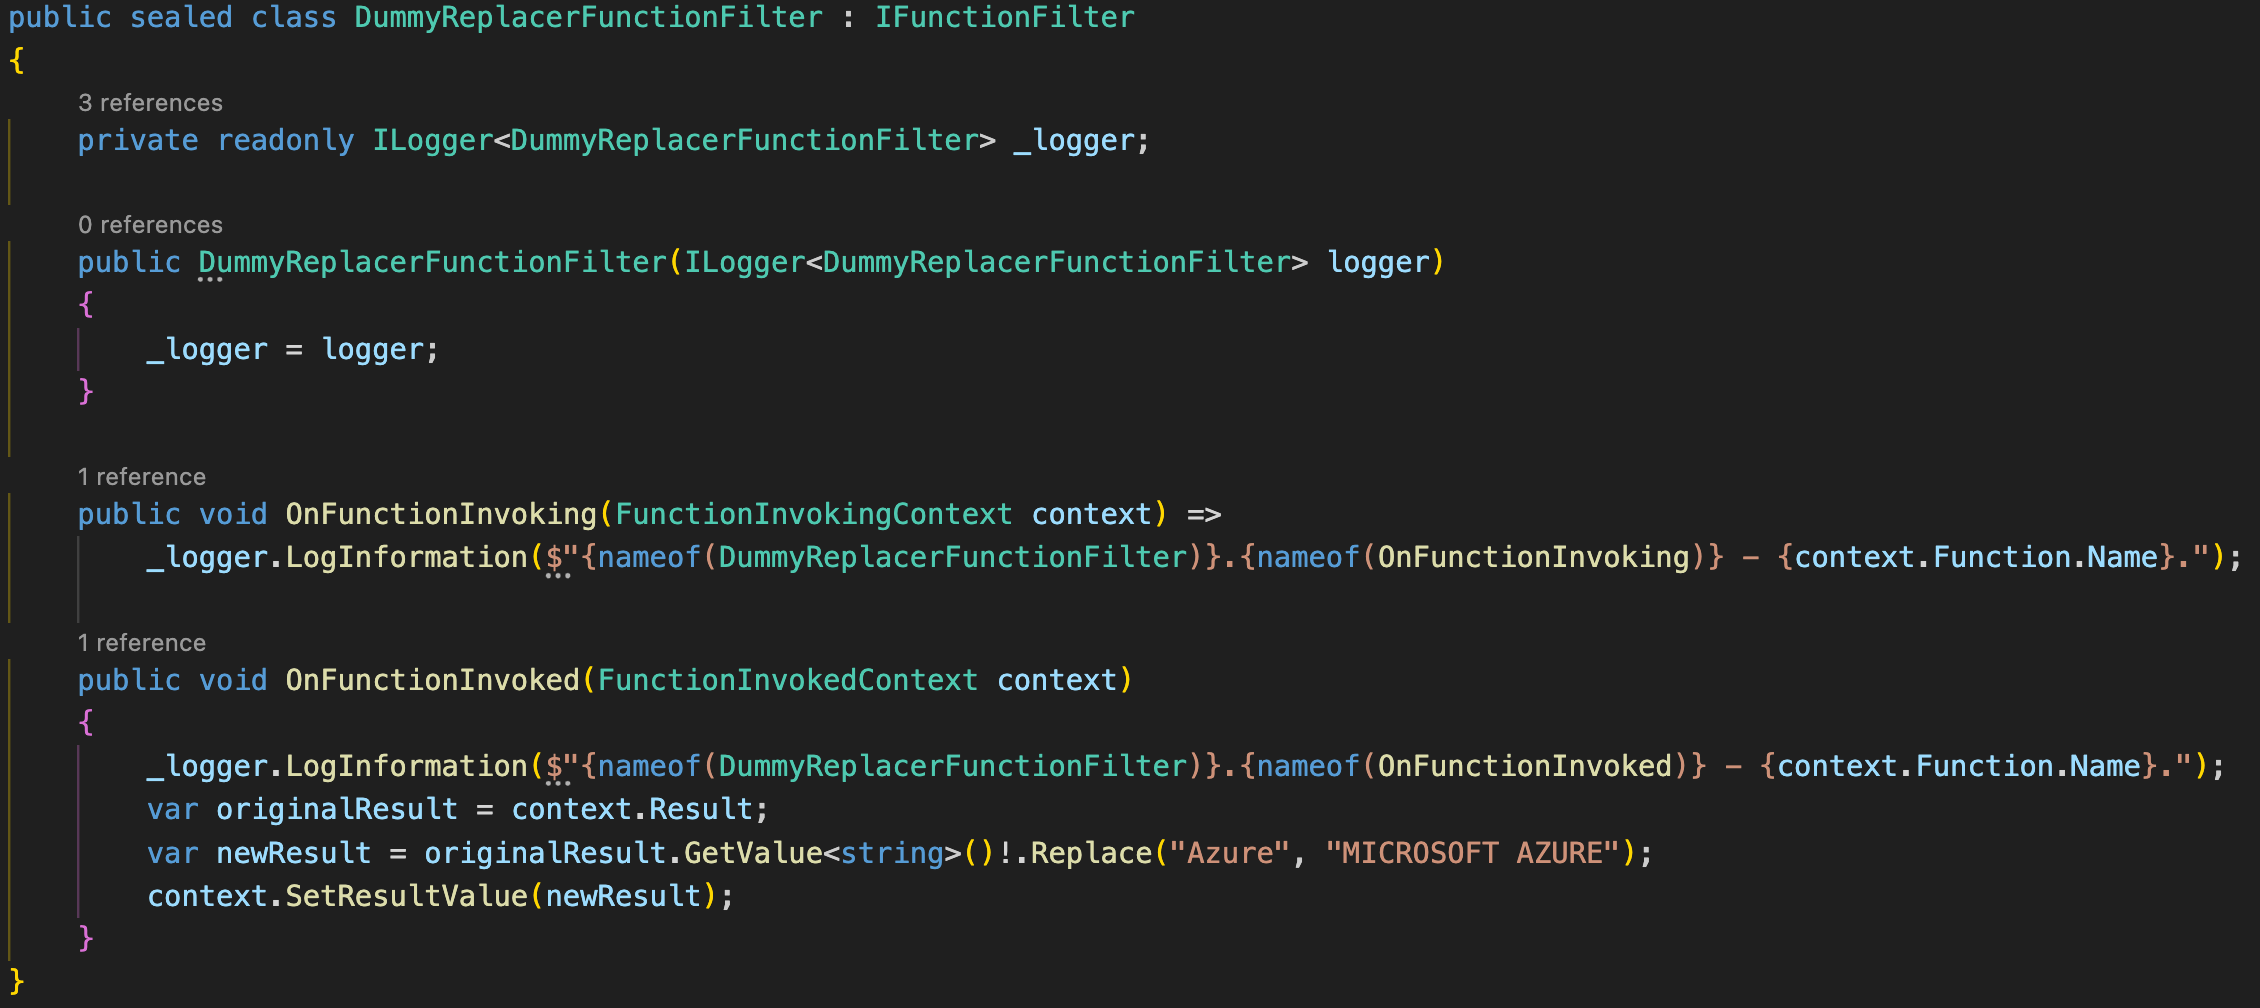 public sealed class DummyReplacerFunctionFilter : IFunctionFilter
{
3 references
private readonly ILogger<DummyReplacerFunctionFilter> _logger;
0 references
public DummyReplacerFunctionFilter(ILogger<DummyReplacerFunctionFilter> logger)
{
_logger = logger;
}
1 reference
public void OnFunctionInvoking(FunctionInvokingContext context) =>
_logger.LogInformation($"{nameof(DummyReplacerFunctionFilter)}.{nameof(OnFunctionInvoking)} - {context.Function.Name}.");
1 reference
public void OnFunctionInvoked(FunctionInvokedContext context)
{
_logger.LogInformation($"{nameof(DummyReplacerFunctionFilter)}.{nameof(OnFunctionInvoked)} - {context.Function.Name}.");
var originalResult = context.Result;
var newResult = originalResult.GetValue<string>()!.Replace("Azure", "MICROSOFT AZURE");
context.SetResultValue(newResult);
}
}